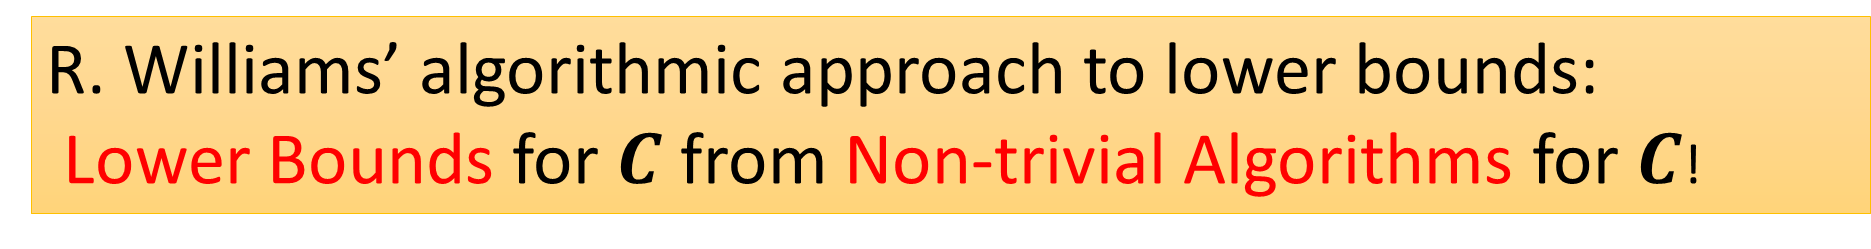 R. Williams’ algorithmic approach to lower bounds:
Lower Bounds for C from Non-trivial Algorithms for C!